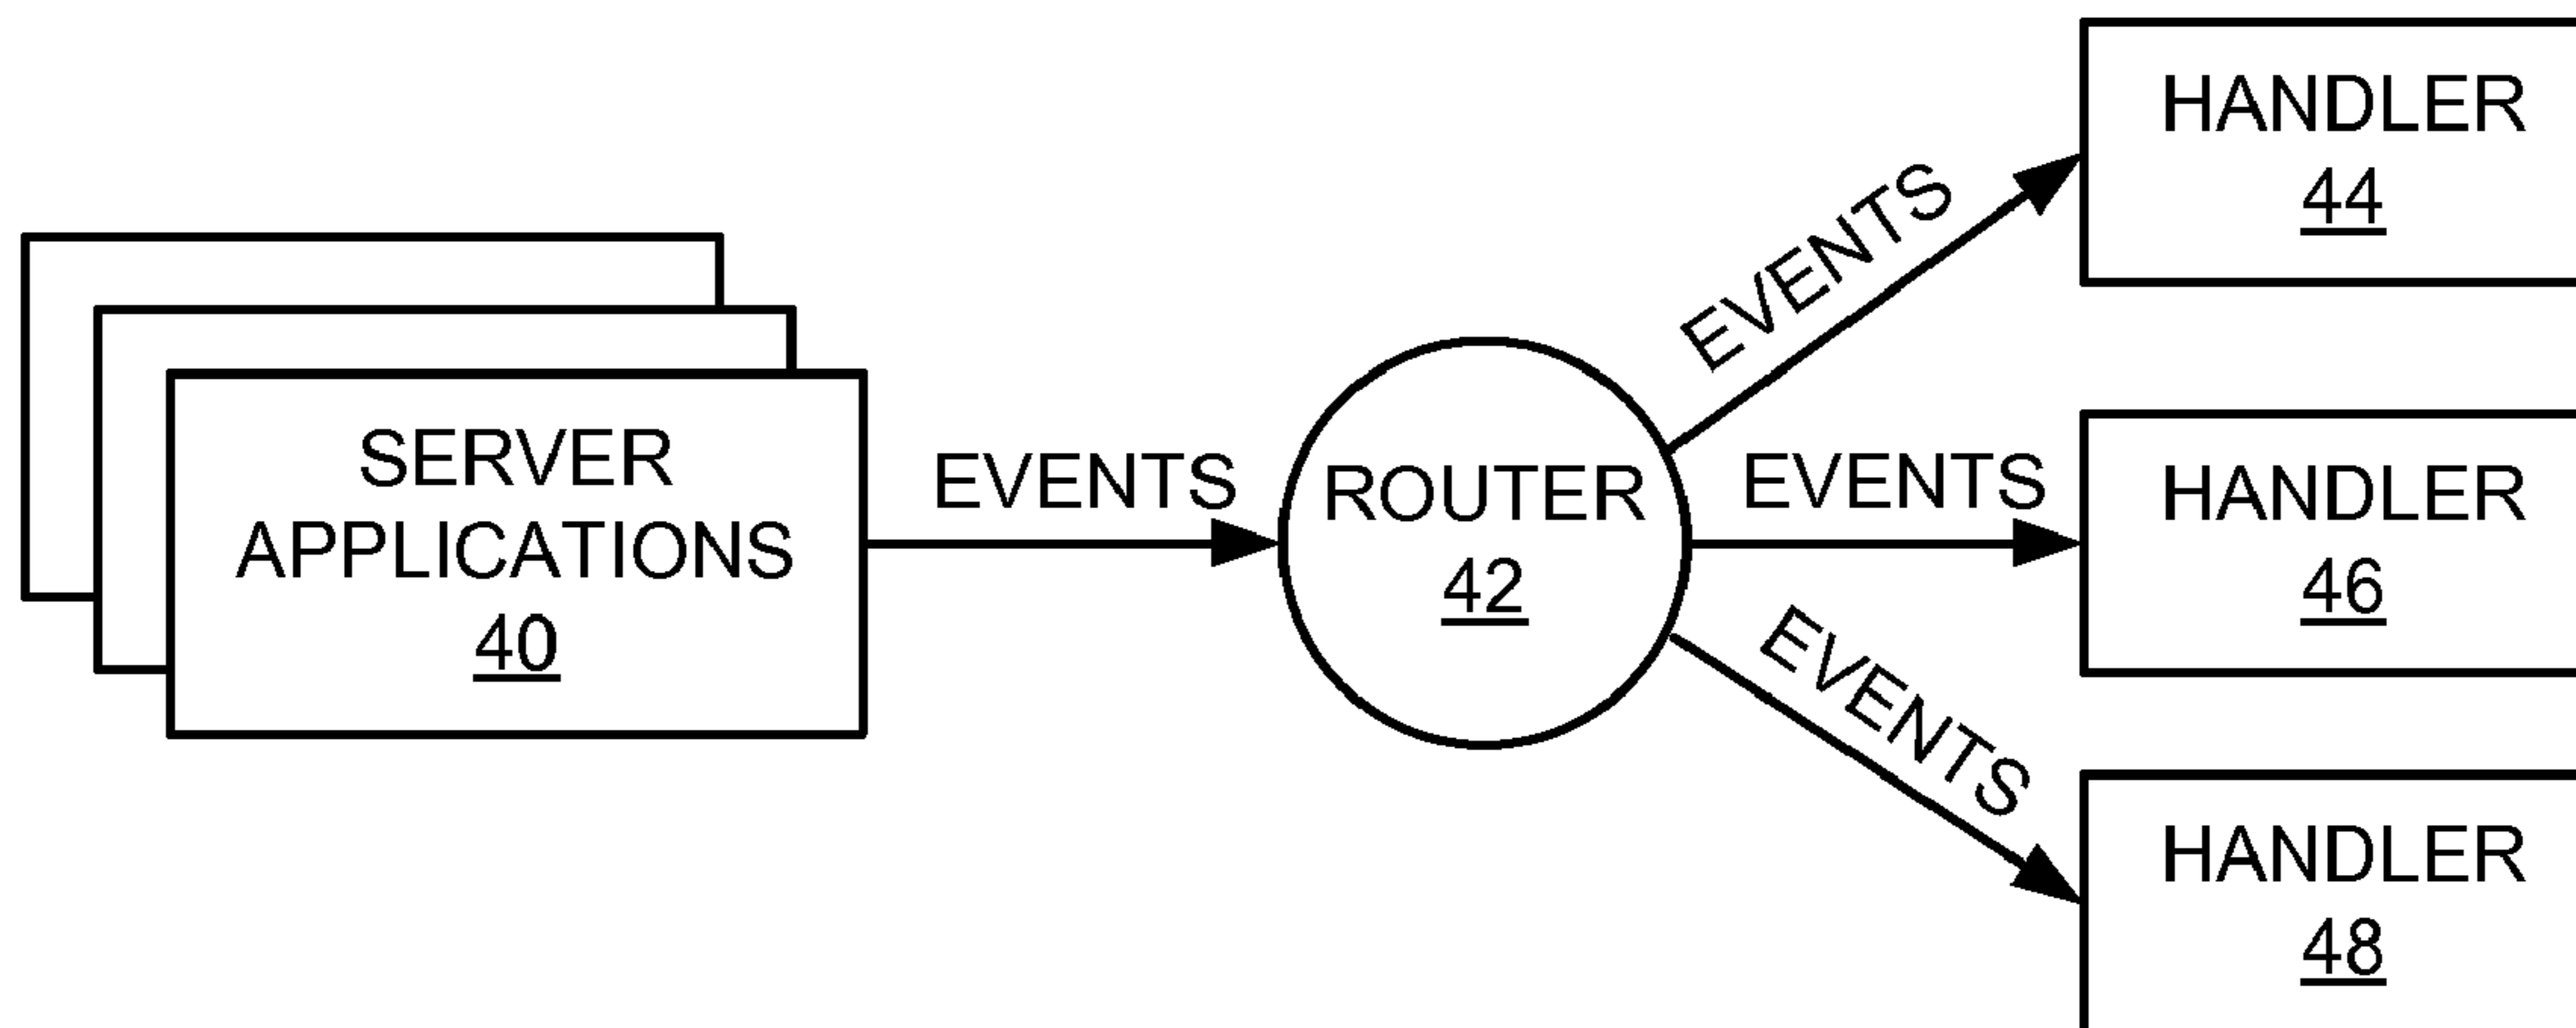 SERVER
APPLICATIONS
40
EVENTS
ROUTER
42
EVENTS
HANDLER
44
EVENTS
HANDLER
46
EVENTS
HANDLER
48